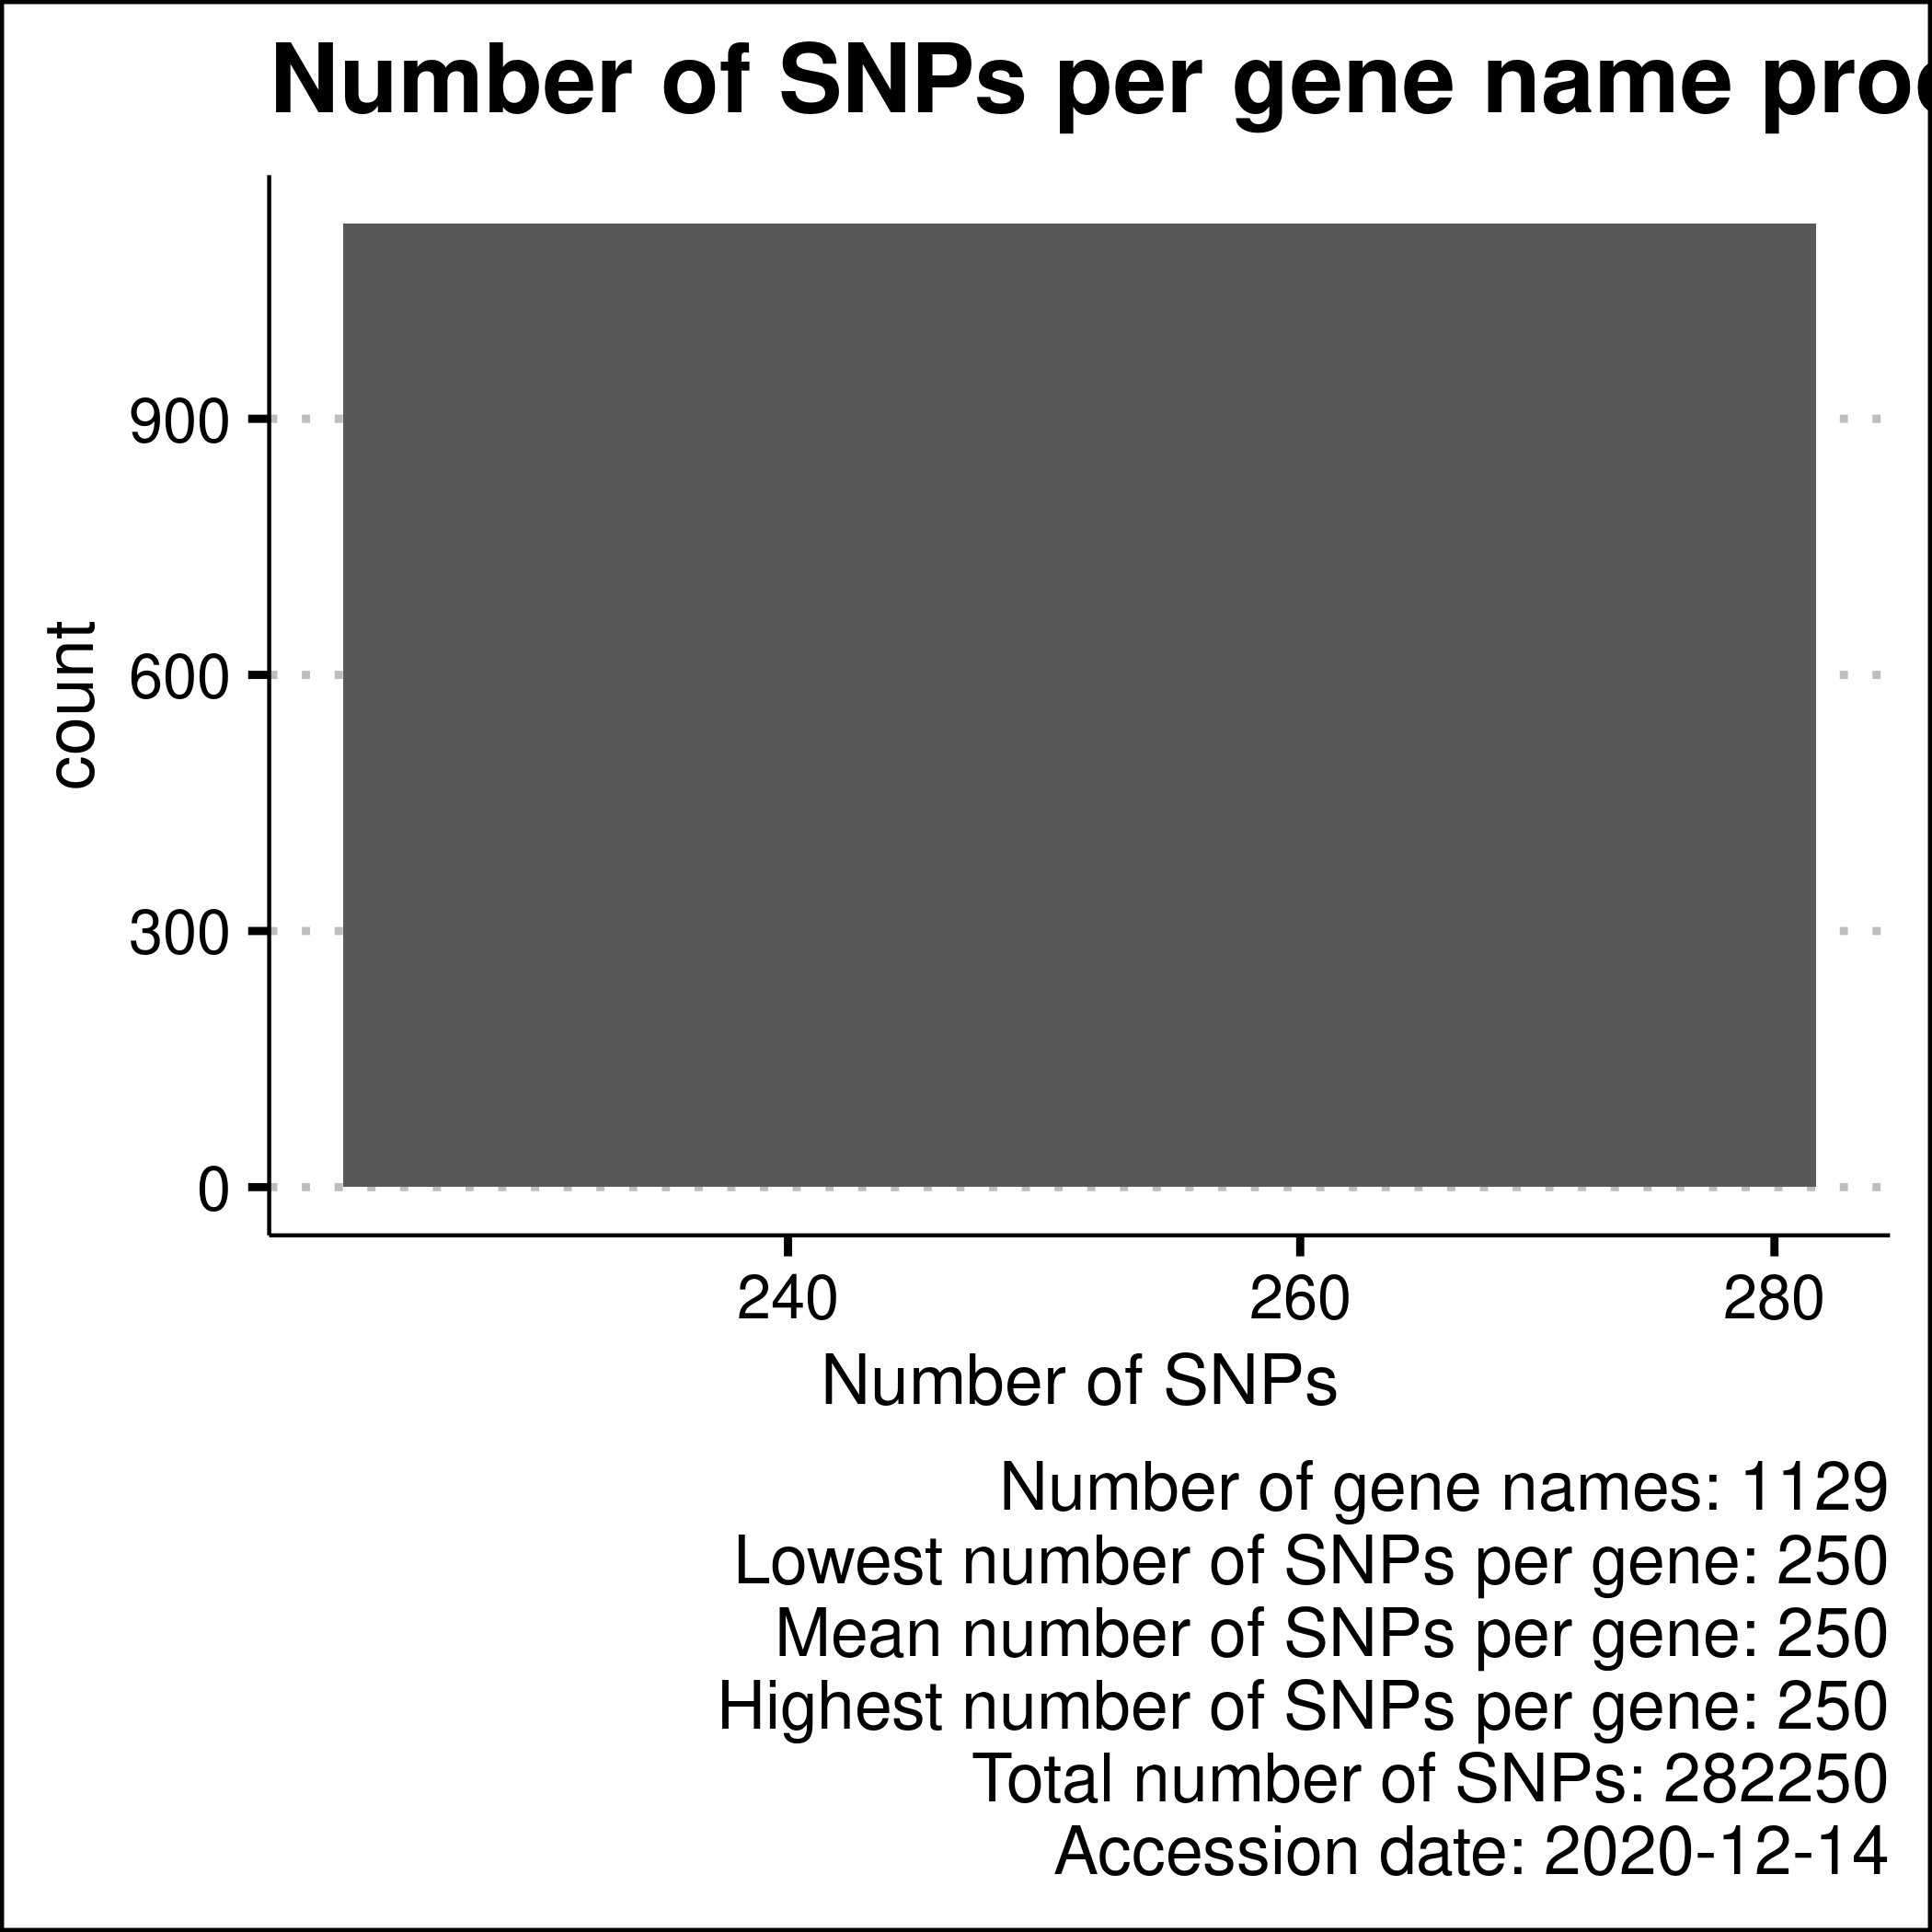 Number of SNPs per gene name
count
900
600
300
0
240 260 280
Number of SNPs
Number of gene names: 1129
Lowest number of SNPs per gene: 250
Mean number of SNPs per gene: 250
Highest number of SNPs per gene: 250
Total number of SNPs: 282250
Accession date: 2020-12-14